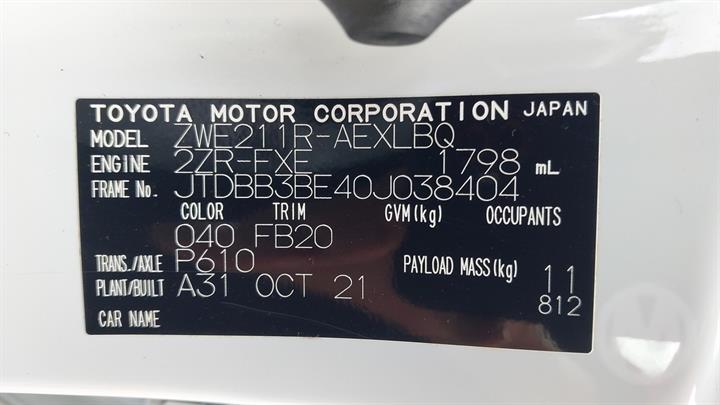 TOYOTA MOTOR CORPORATION JAPAN
MODEL ZWE211R-AEXLBQ
ENGINE 2ZR-FXE 1798 mL
FRAME No. JTDBB3BE40J038404
COLOR TRIM GVM(kg) OCCUPANTS
040 FB20
TRANS./AXLE P610 PAYLOAD MASS(kg) 11
PLANT/BUILT A31 OCT 21 812
CAR NAME
M